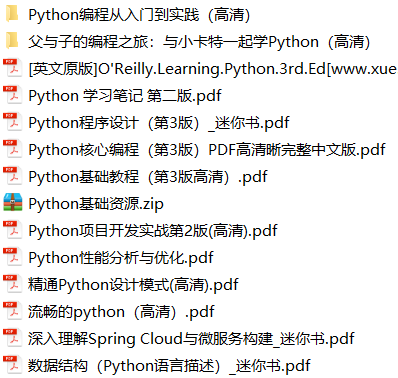 Python编程从入门到实践（高清）
父与子的编程之旅：与小卡特一起学Python（高清）
[英文原版]O'Reilly.Learning.Python.3rd.Ed[www.xue
Python 学习笔记 第二版.pdf
Python程序设计（第3版）_迷你书.pdf
Python核心编程（第3版）PDF高清晰完整中文版.pdf
Python基础教程（第3版高清）.pdf
Python基础资源.zip
Python项目开发实战第2版(高清).pdf
Python性能分析与优化.pdf
精通Python设计模式(高清).pdf
流畅的python（高清）.pdf
深入理解Spring Cloud与微服务构建_迷你书.pdf
数据结构（Python语言描述）_迷你书.pdf